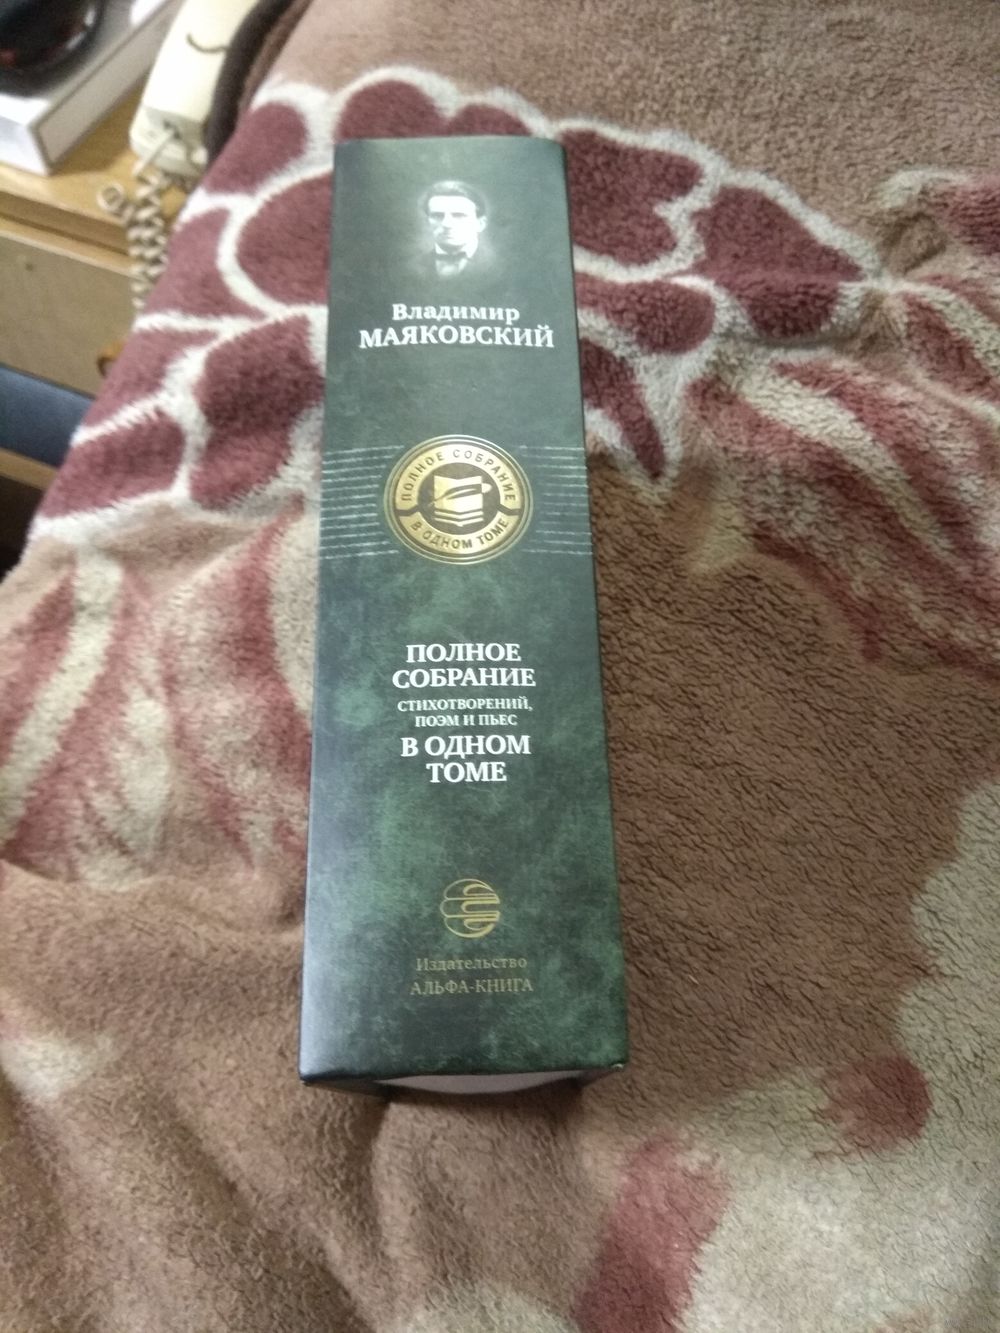 Владимир
МАЯКОВСКИЙ
ПОЛНОЕ СОБРАНИЕ
В ОДНОМ ТОМЕ
ПОЛНОЕ
СОБРАНИЕ
СТИХОТВОРЕНИЙ,
ПОЭМ И ПЬЕС
В ОДНОМ
ТОМЕ
Издательство
АЛЬФА-КНИГА